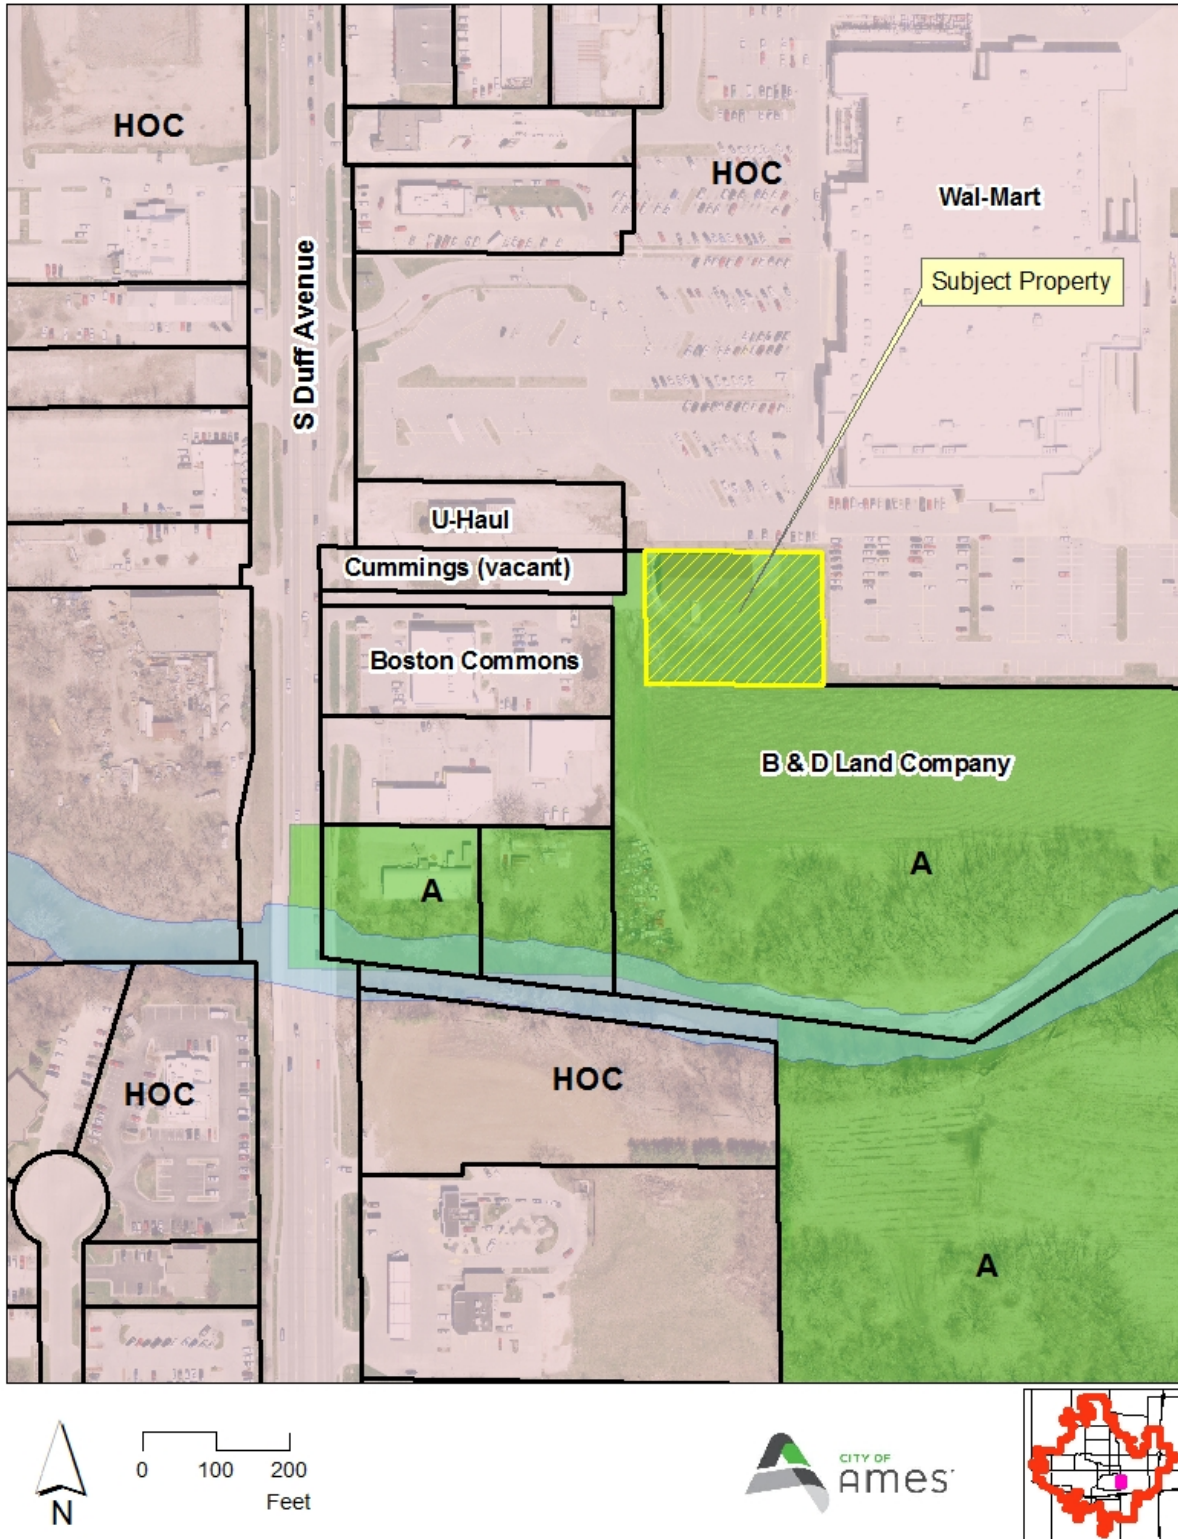 HOC
HOC
Wal-Mart
Subject Property
S Duff Avenue
U-Haul
Cummings (vacant)
Boston Commons
B & D Land Company
A
A
HOC
HOC
A
N
0 100 200
Feet
CITY OF
AMES